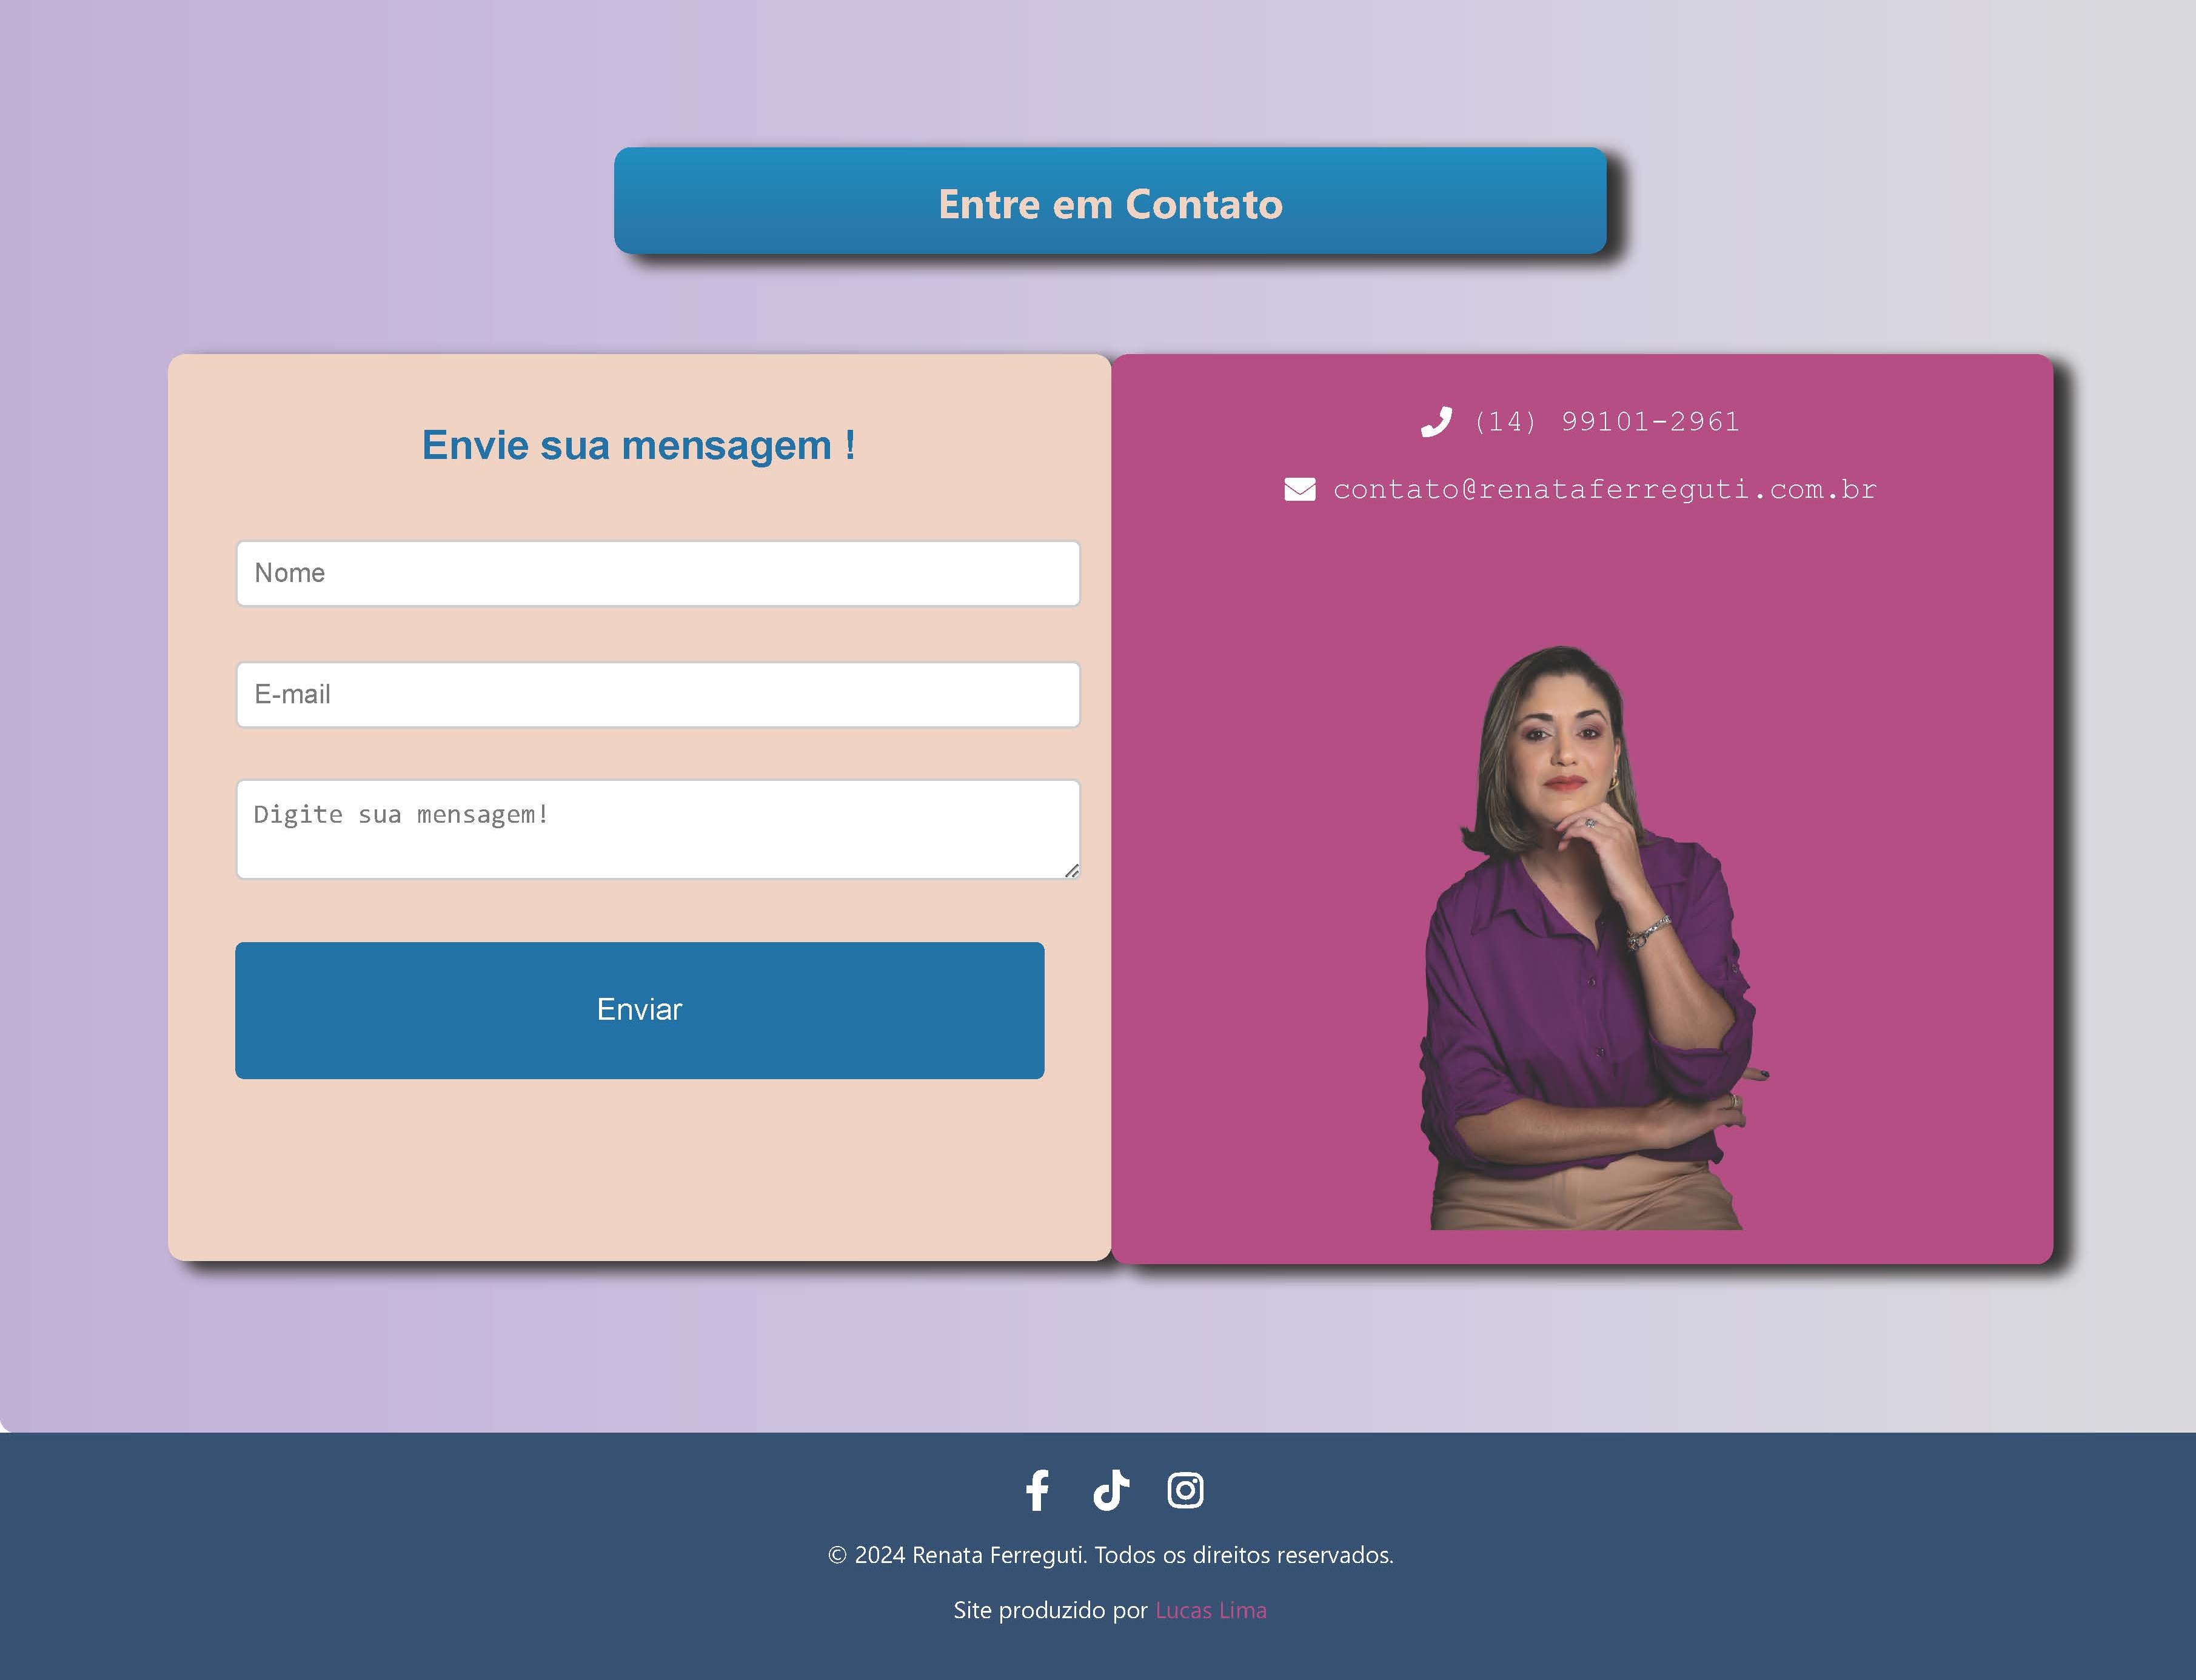 Entre em Contato
Envie sua mensagem !
Nome
E-mail
Digite sua mensagem!
Enviar
(14) 99101-2961
contato@renataferreguti.com.br
© 2024 Renata Ferreguti. Todos os direitos reservados.
Site produzido por Lucas Lima